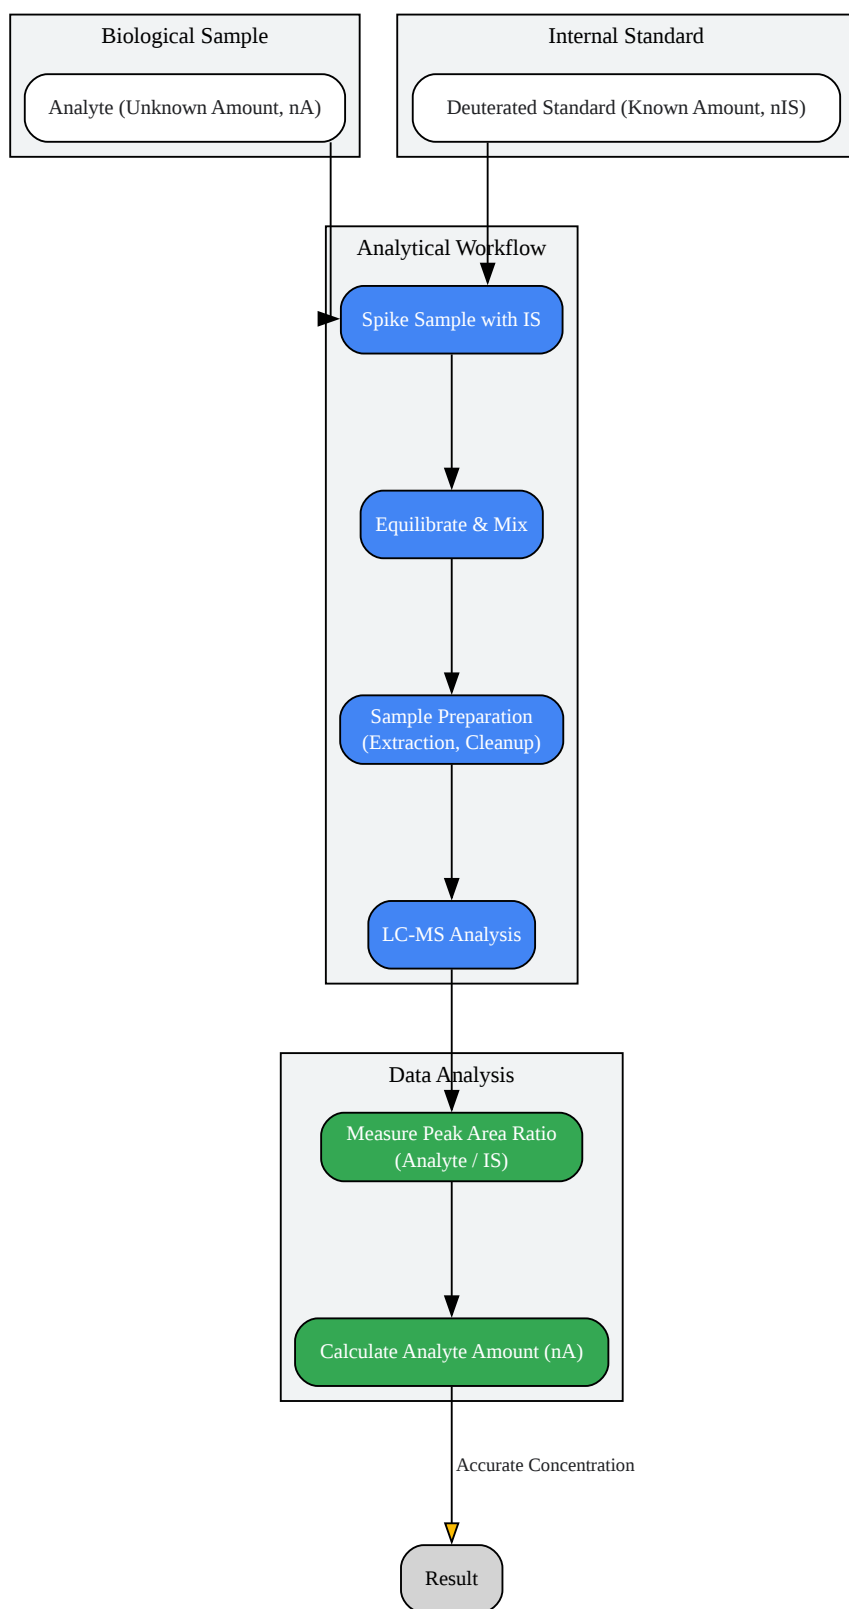 Biological Sample
Internal Standard
Analyte (Unknown Amount, nA)
Deuterated Standard (Known Amount, nIS)
Analytical Workflow
Spike Sample with IS
Equilibrate & Mix
Sample Preparation
(Extraction, Cleanup)
LC-MS Analysis
Data Analysis
Measure Peak Area Ratio
(Analyte / IS)
Calculate Analyte Amount (nA)
Accurate Concentration
Result